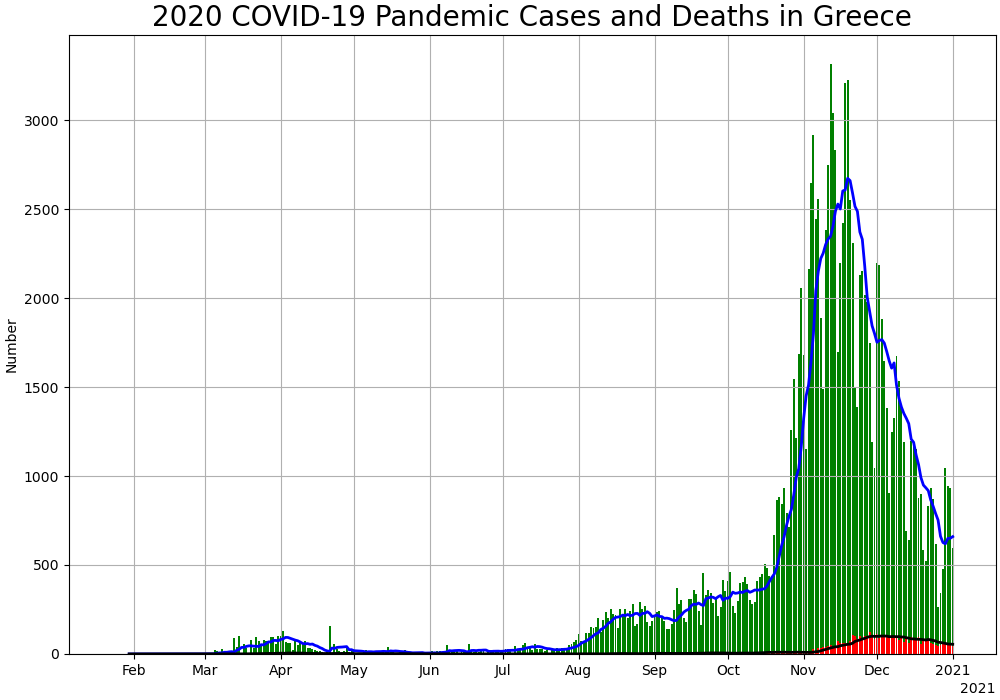 2020 COVID-19 Pandemic Cases and Deaths in Greece
Number
3000
2500
2000
1500
1000
500
0
Feb Mar Apr May Jun Jul Aug Sep Oct Nov Dec 2021
2021